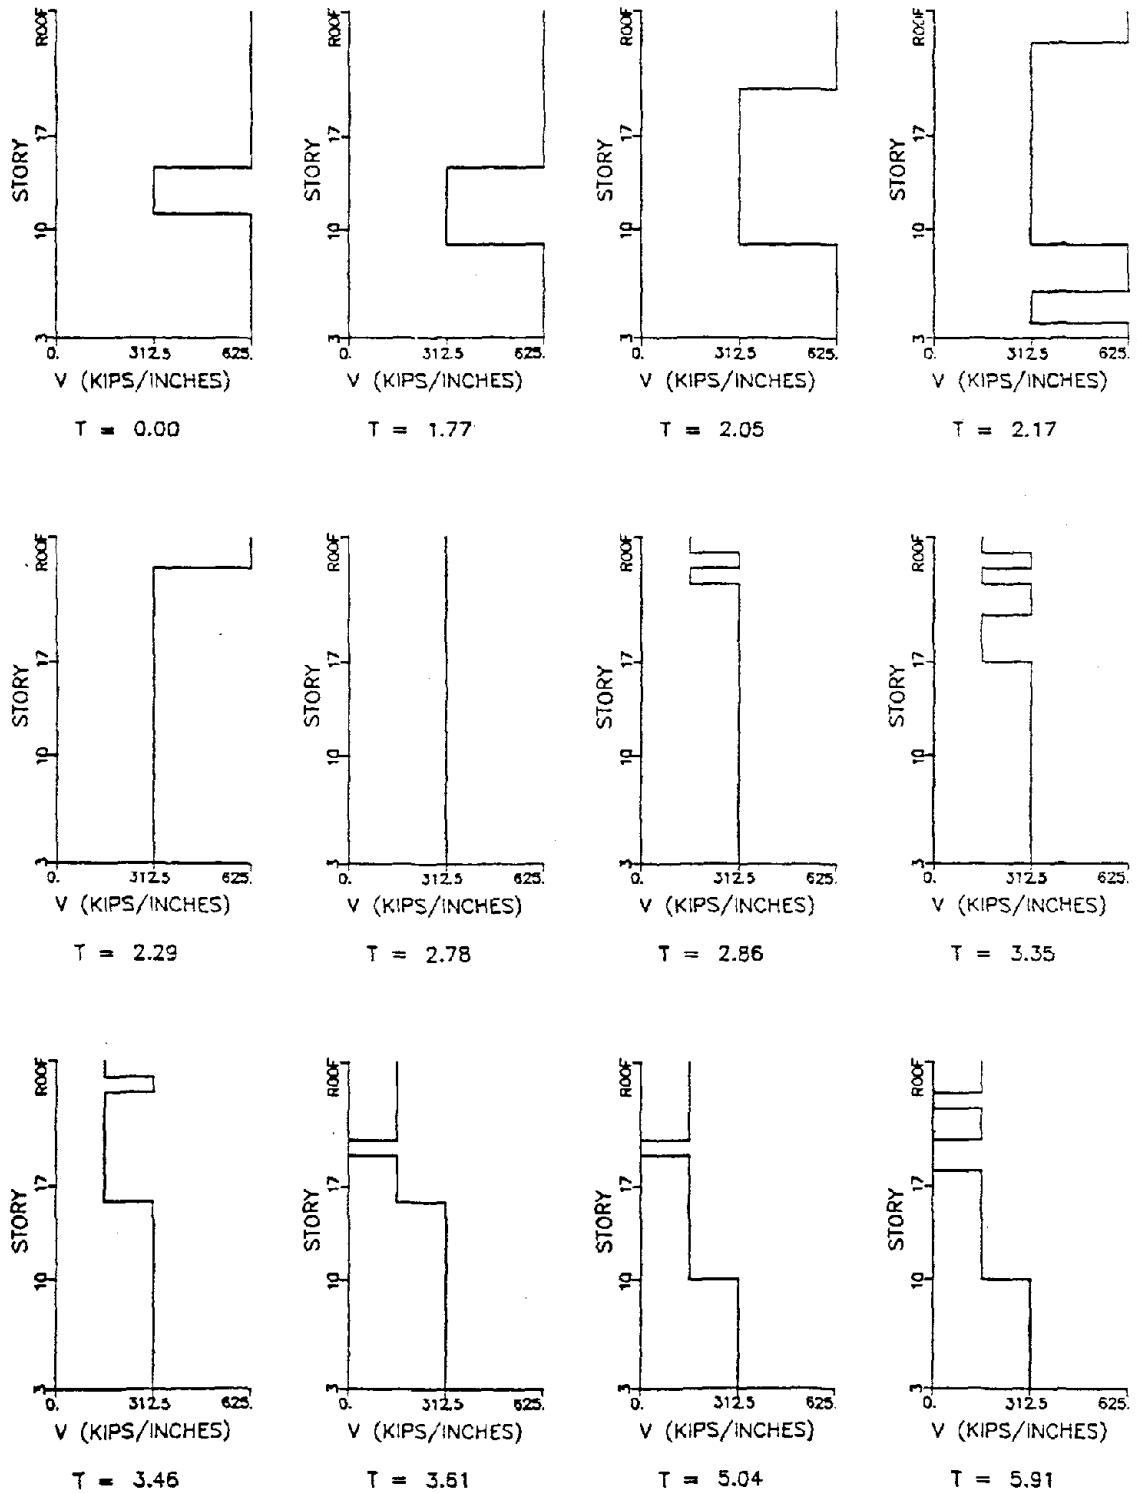 ROOF
17
10
3
STORY
0. 312.5 625.
V (KIPS/INCHES)
T = 0.00
ROOF
17
10
3
STORY
0. 312.5 625.
V (KIPS/INCHES)
T = 1.77
ROOF
17
10
3
STORY
0. 312.5 625.
V (KIPS/INCHES)
T = 2.05
ROOF
17
10
3
STORY
0. 312.5 625.
V (KIPS/INCHES)
T = 2.17
ROOF
17
10
3
STORY
0. 312.5 625.
V (KIPS/INCHES)
T = 2.29
ROOF
17
10
3
STORY
0. 312.5 625.
V (KIPS/INCHES)
T = 2.78
ROOF
17
10
3
STORY
0. 312.5 625.
V (KIPS/INCHES)
T = 2.86
ROOF
17
10
3
STORY
0. 312.5 625.
V (KIPS/INCHES)
T = 3.35
ROOF
17
10
3
STORY
0. 312.5 625.
V (KIPS/INCHES)
T = 3.46
ROOF
17
10
3
STORY
0. 312.5 625.
V (KIPS/INCHES)
T = 3.61
ROOF
17
10
3
STORY
0. 312.5 625.
V (KIPS/INCHES)
T = 5.04
ROOF
17
10
3
STORY
0. 312.5 625.
V (KIPS/INCHES)
T = 5.91